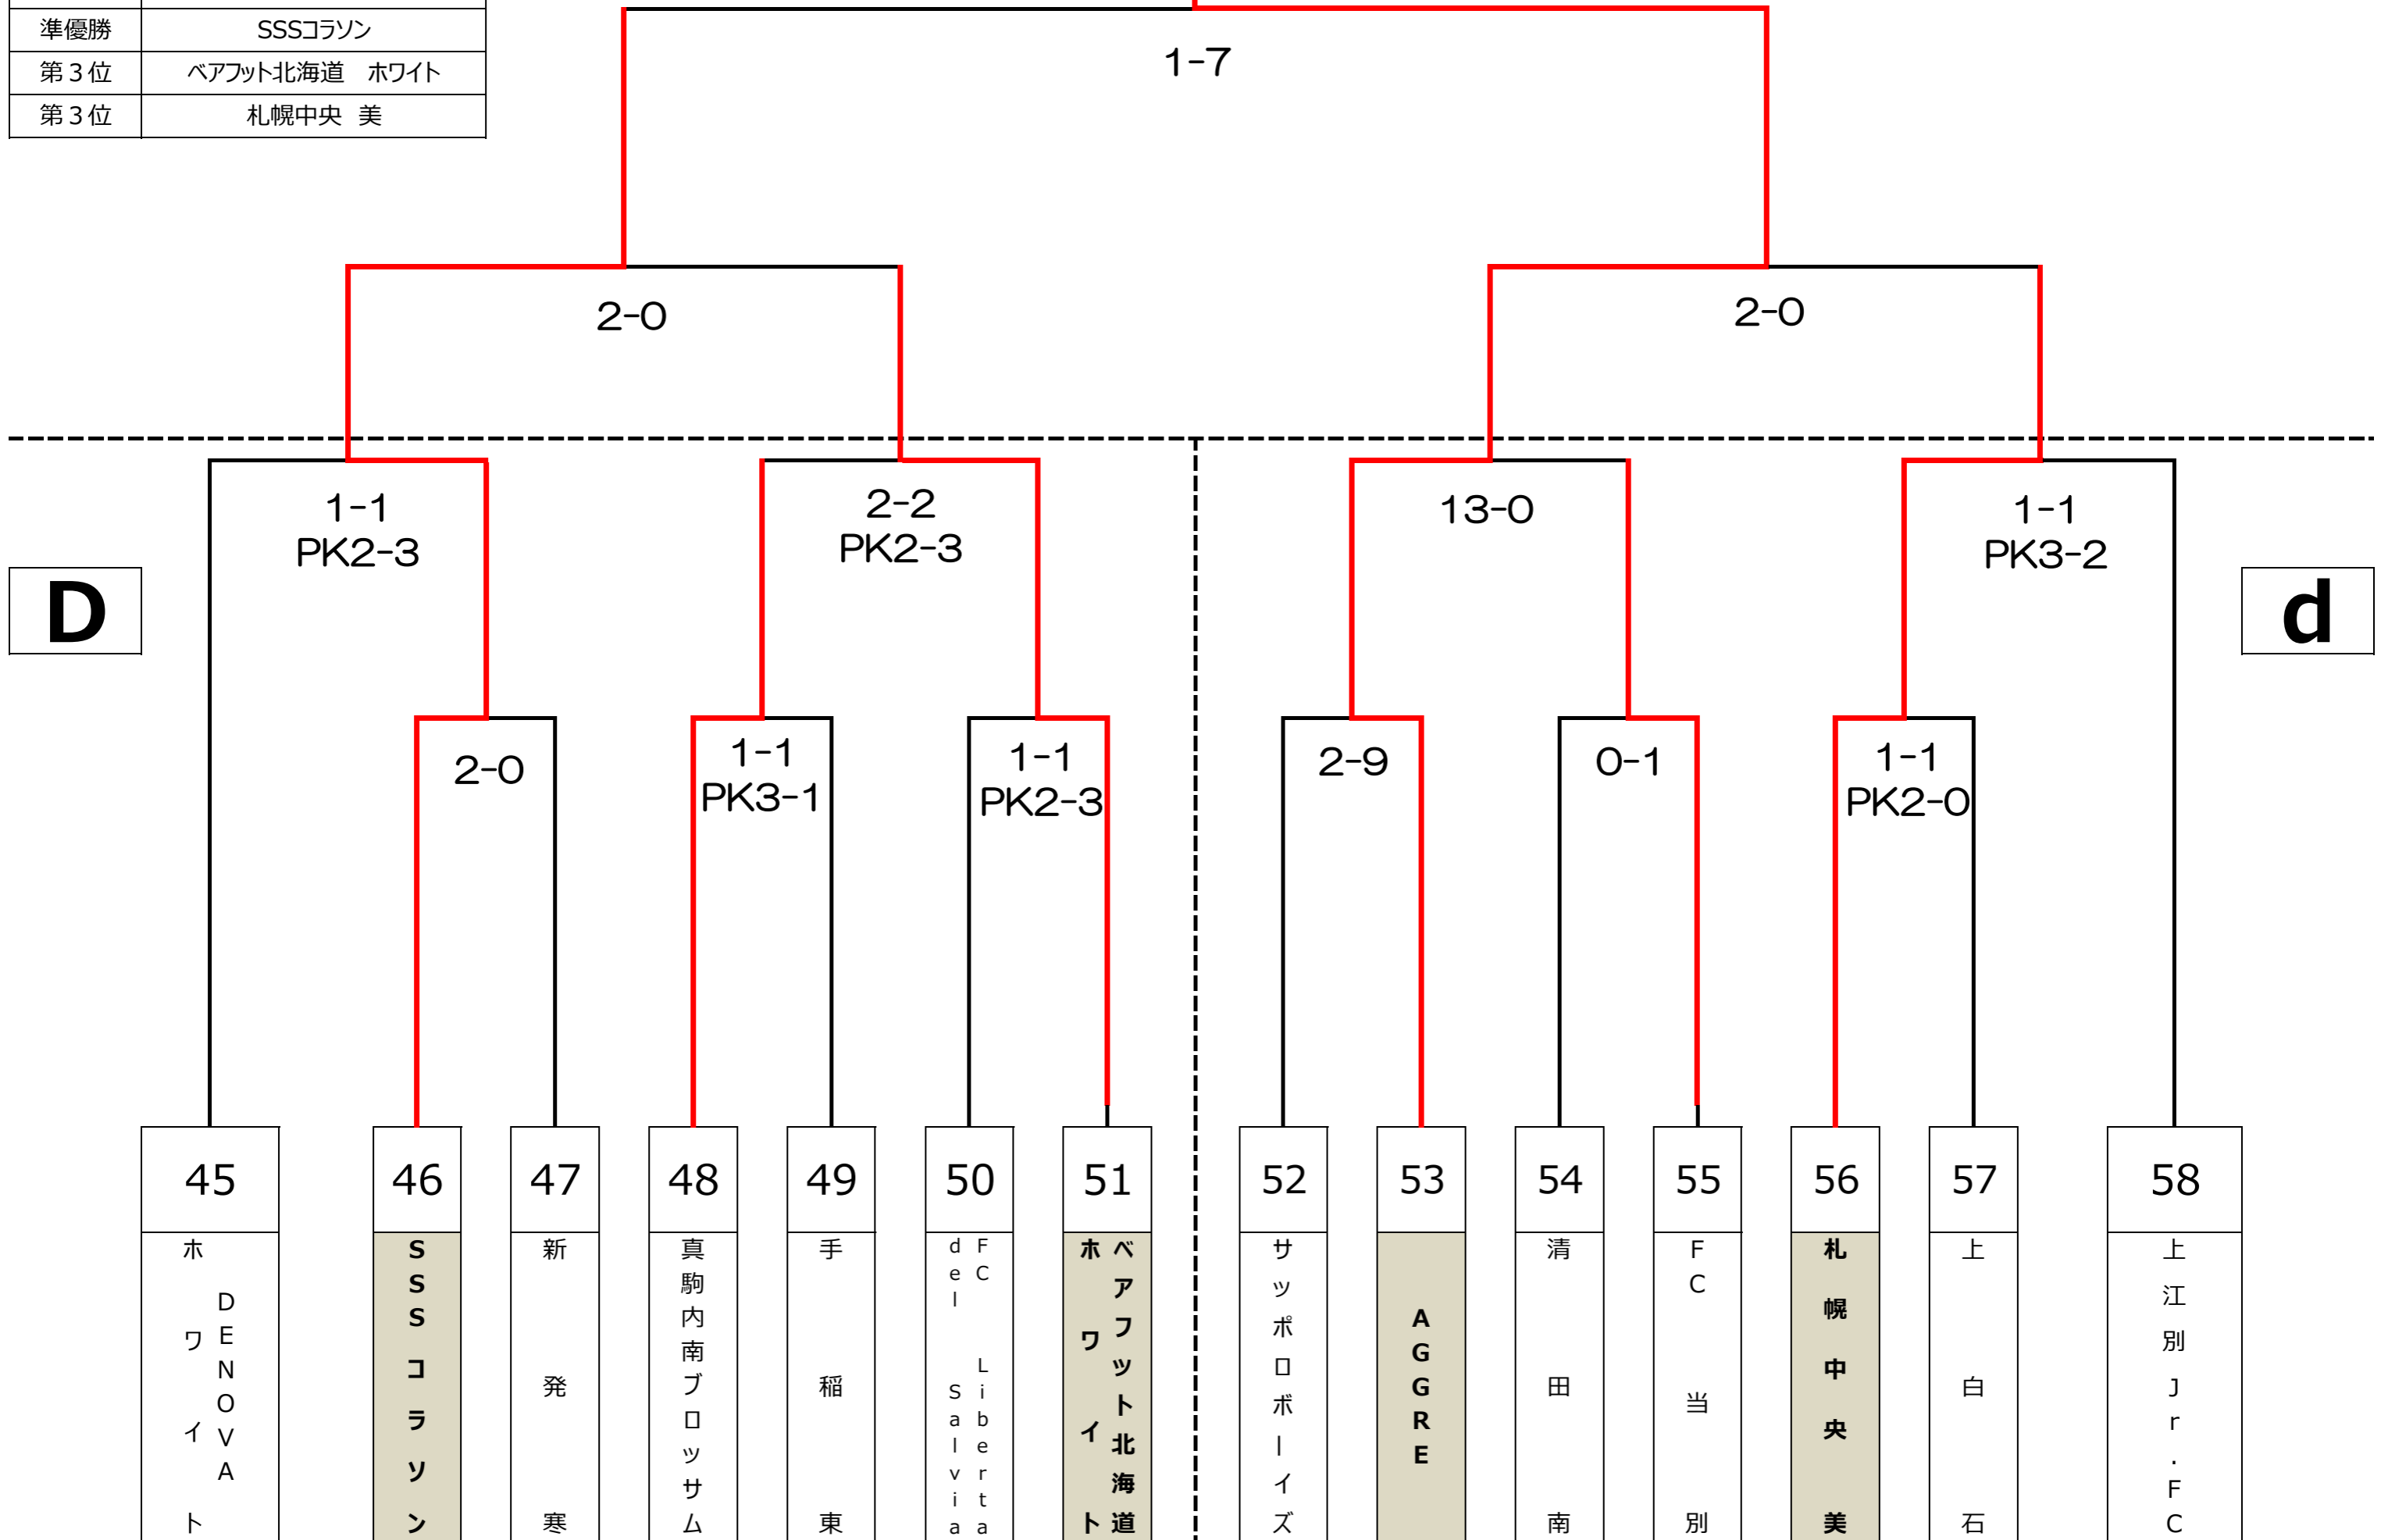 準優勝 SSSコラソン
第３位 ベアフット北海道　ホワイト
第３位 札幌中央 美
1-7
2-0
2-0
1-1
PK2-3
2-2
PK2-3
13-0
1-1
PK3-2
D
d
2-0
1-1
PK3-1
1-1
PK2-3
2-9
0-1
1-1
PK2-0
45
46
47
48
49
50
51
52
53
54
55
56
57
58
DENOVA
ホワイト
SSSコラソン
新発寒
真駒内南ブロッサム
手稲東
FC Liberta
del Salvia
ベアフット北海道
ホワイト
サッポロボーイズ
AGGRE
清田南
FC当別
札幌中央美
上白石
上江別Jr.FC